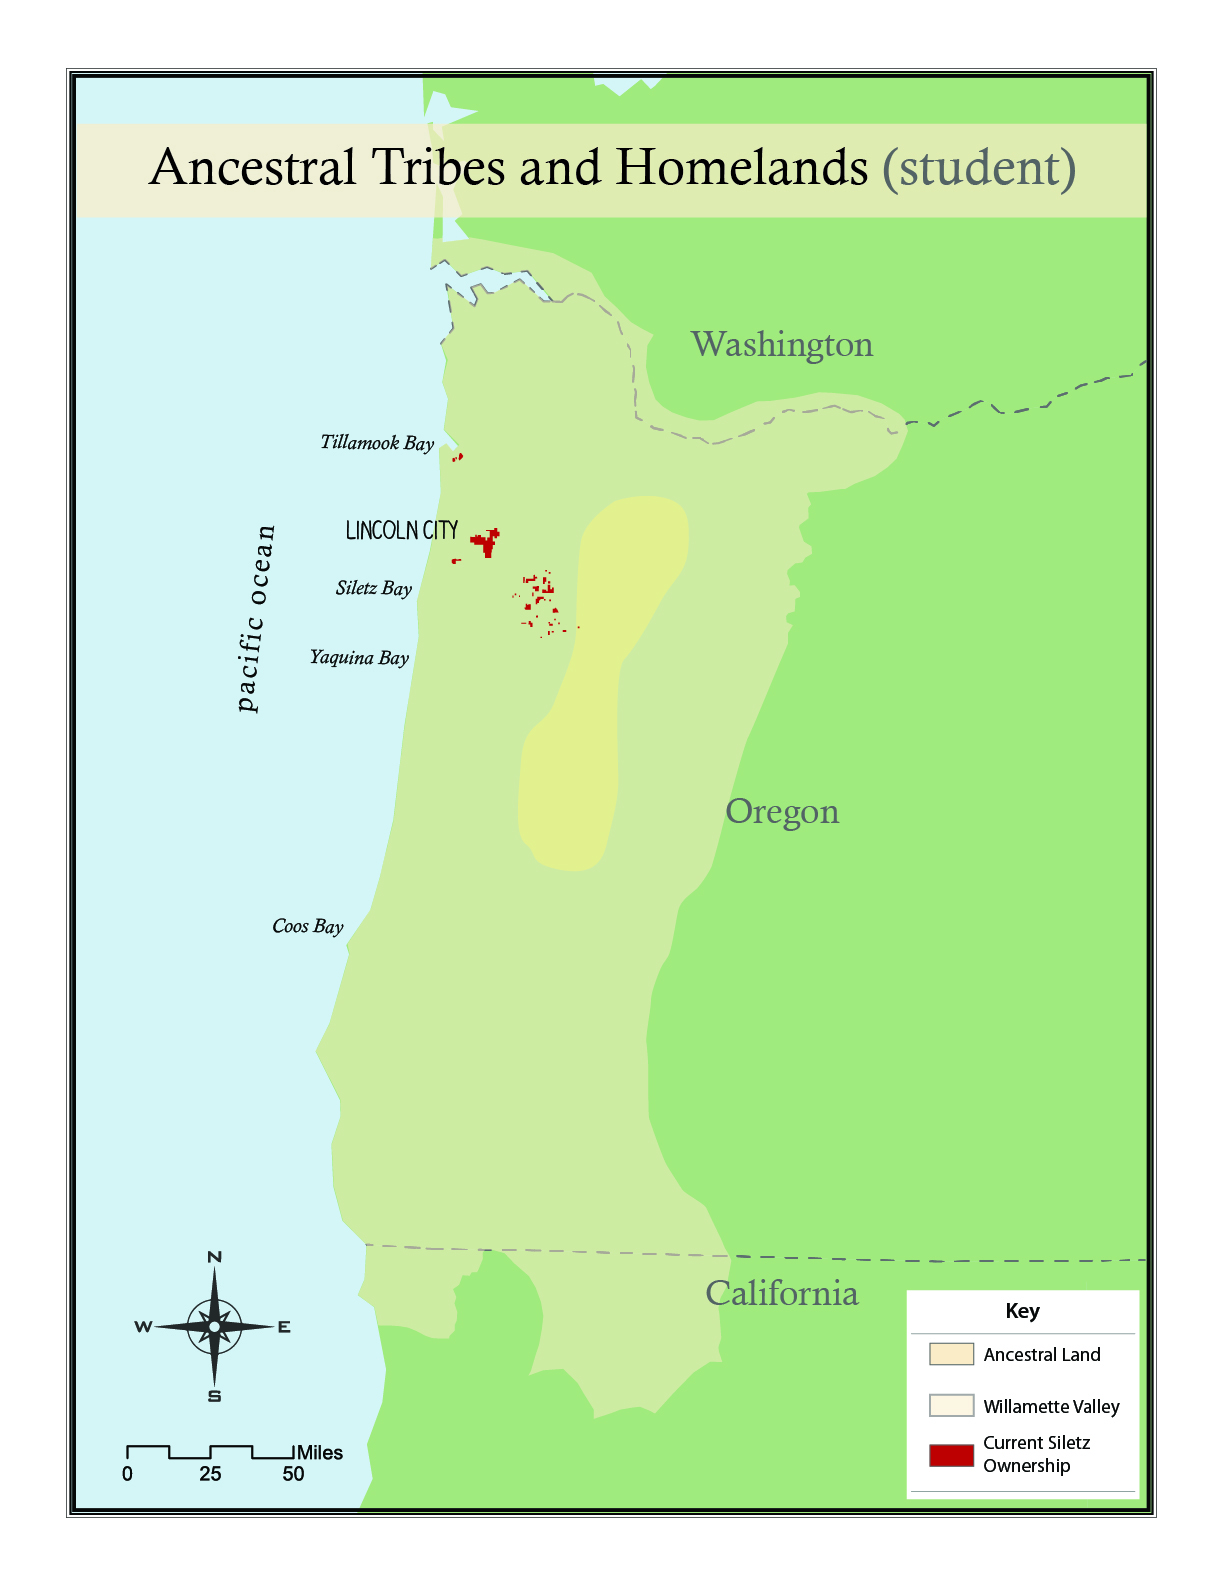 Ancestral Tribes and Homelands (student)
Washington
Tillamook Bay
LINCOLN CITY
pacific ocean
Siletz Bay
Yaquina Bay
Oregon
Coos Bay
N
W
E
S
California
Key
Ancestral Land
Willamette Valley
Current Siletz
Ownership
Miles
0 25 50